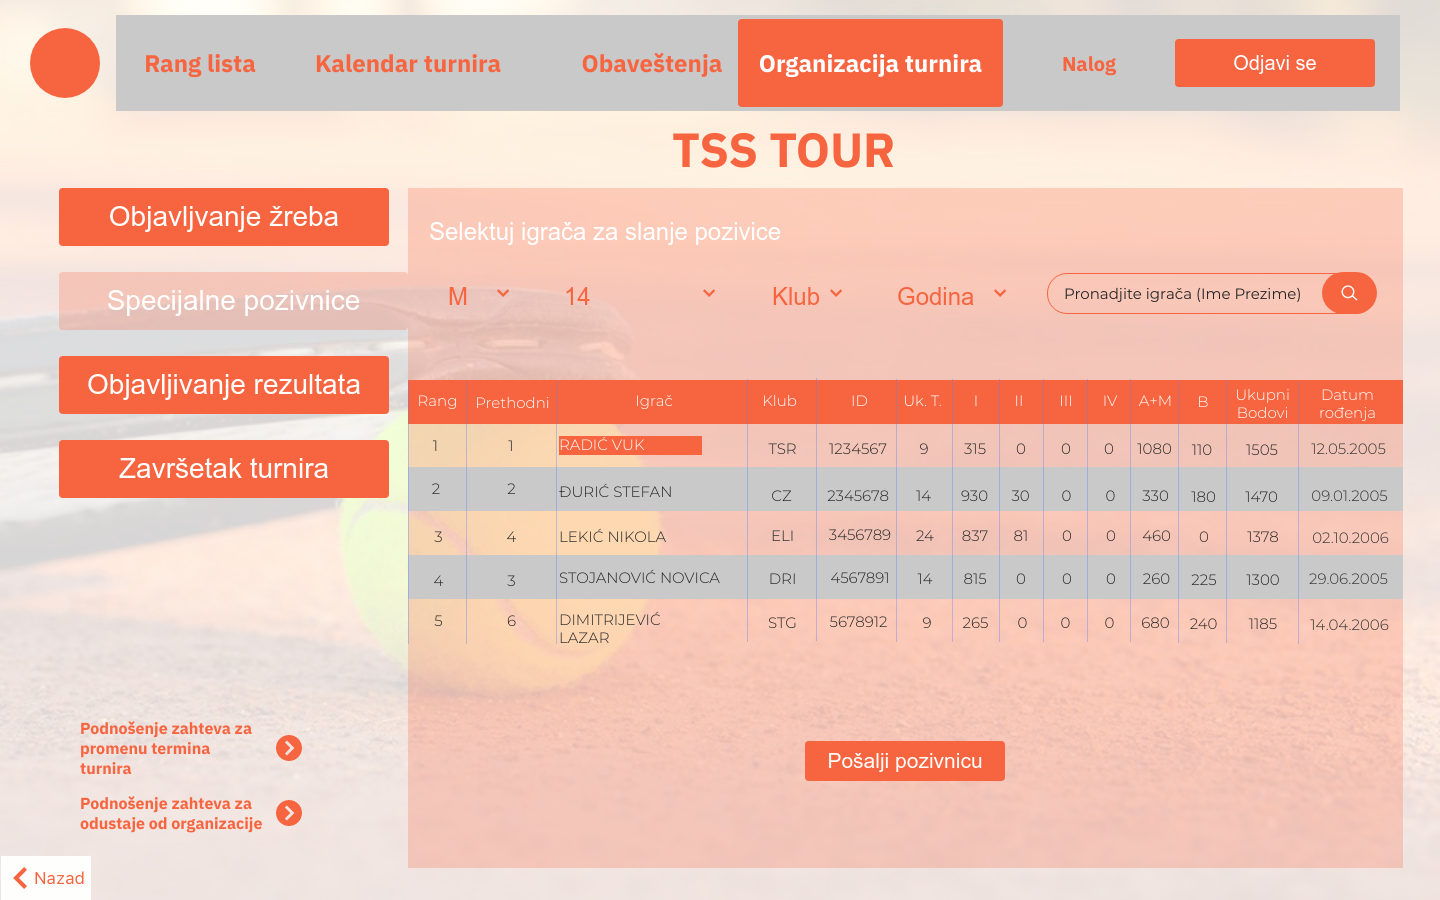 Rang lista Kalendar turnira Obaveštenja Organizacija turnira Nalog Odjavi se
TSS TOUR
Objavljvanje žreba
Specijalne pozivnice
Objavljivanje rezultata
Završetak turnira
Selektuj igrača za slanje pozivice
M 14 Klub Godina Pronadjite igrača (Ime Prezime)
Rang Prethodni Igrač Klub ID Uk. T. I II III IV A+M B Ukupni Bodovi Datum rođenja
1 1 RADIĆ VUK TSR 1234567 9 315 0 0 0 1080 110 1505 12.05.2005
2 2 ĐURIĆ STEFAN CZ 2345678 14 930 30 0 0 330 180 1470 09.01.2005
3 4 LEKIĆ NIKOLA ELI 3456789 24 837 81 0 0 460 0 1378 02.10.2006
4 3 STOJANOVIĆ NOVICA DRI 4567891 14 815 0 0 0 260 225 1300 29.06.2005
5 6 DIMITRIJEVIĆ LAZAR STG 5678912 9 265 0 0 0 680 240 1185 14.04.2006
Pošalji pozivnicu
Podnošenje zahteva za
promenu termina
turnira
Podnošenje zahteva za
odustaje od organizacije
Nazad